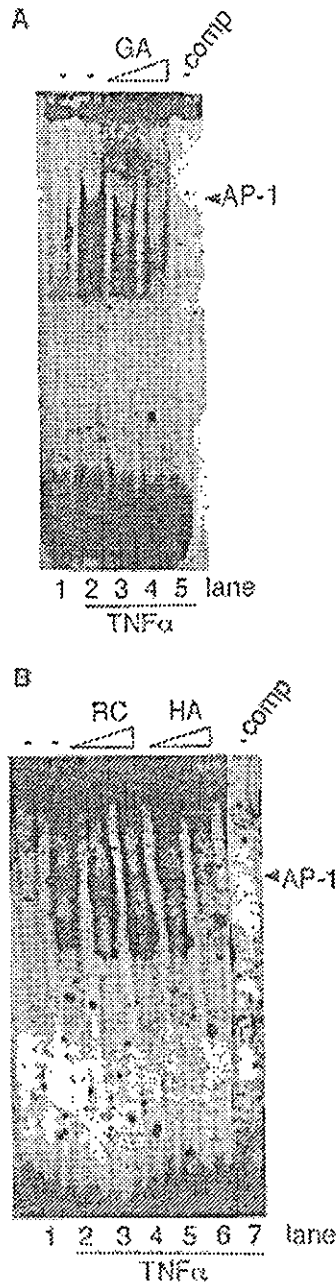 A
GA
- - -comp
AP-1
1 2 3 4 5 lane
TNFα
B
RC HA
- - -comp
AP-1
1 2 3 4 5 6 7 lane
TNFα